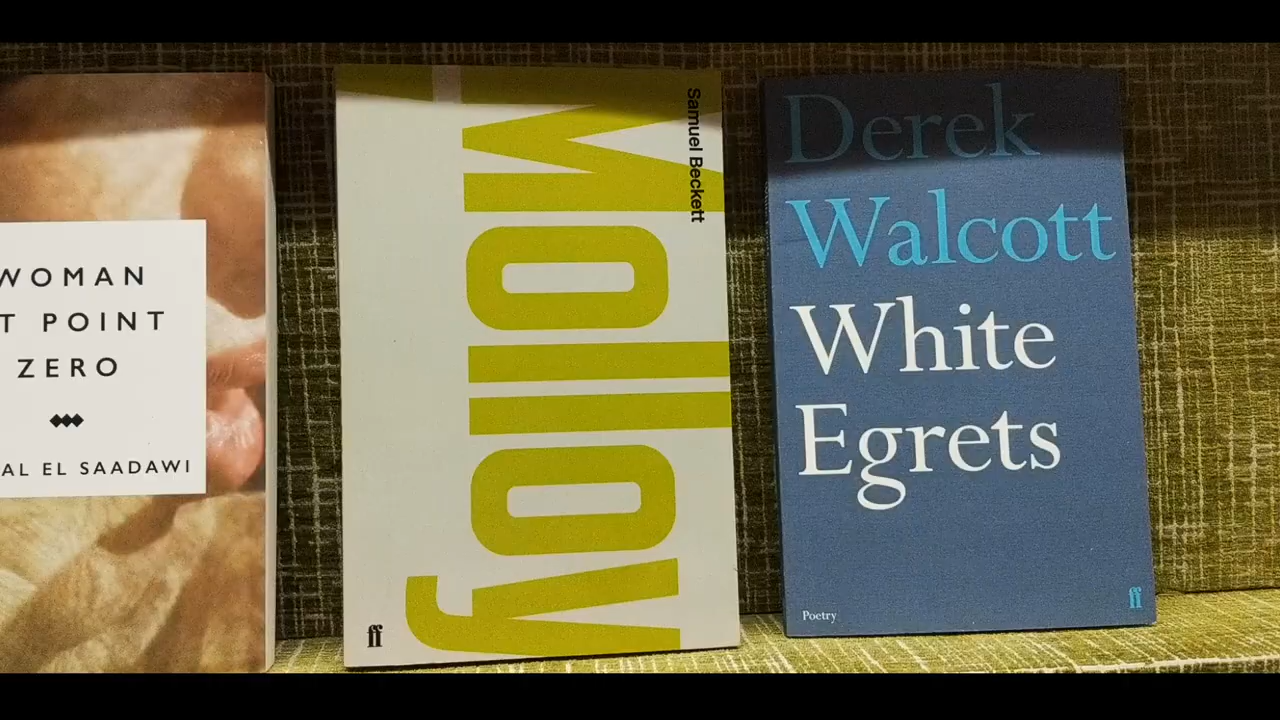 WOMAN
T POINT
ZERO
AL EL SAADAWI
Molloy
Samuel Beckett
ff
Derek
Walcott
White
Egrets
Poetry
ff